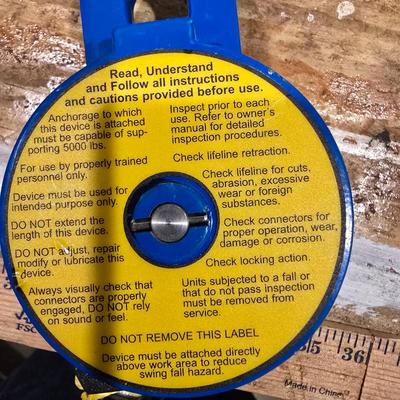 Read, Understand
and Follow all instructions
and cautions provided before use.
Anchorage to which
this device is attached
must be capable of sup-
porting 5000 lbs.
For use by properly trained
personnel only.
Device must be used for
intended purpose only.
DO NOT extend the
length of this device.
DO NOT adjust, repair
modify or lubricate this
device.
Always visually check that
connectors are properly
engaged, DO NOT rely
on sound or feel.
Inspect prior to each
use. Refer to owner's
manual for detailed
inspection procedures.
Check lifeline retraction.
Check lifeline for cuts,
abrasion, excessive
wear or foreign
substances.
Check connectors for
proper operation, wear,
damage or corrosion.
Check locking action.
Units subjected to a fall or
that do not pass inspection
must be removed from
service.
DO NOT REMOVE THIS LABEL
Device must be attached directly
above work area to reduce
swing fall hazard.
35 36
Made in China